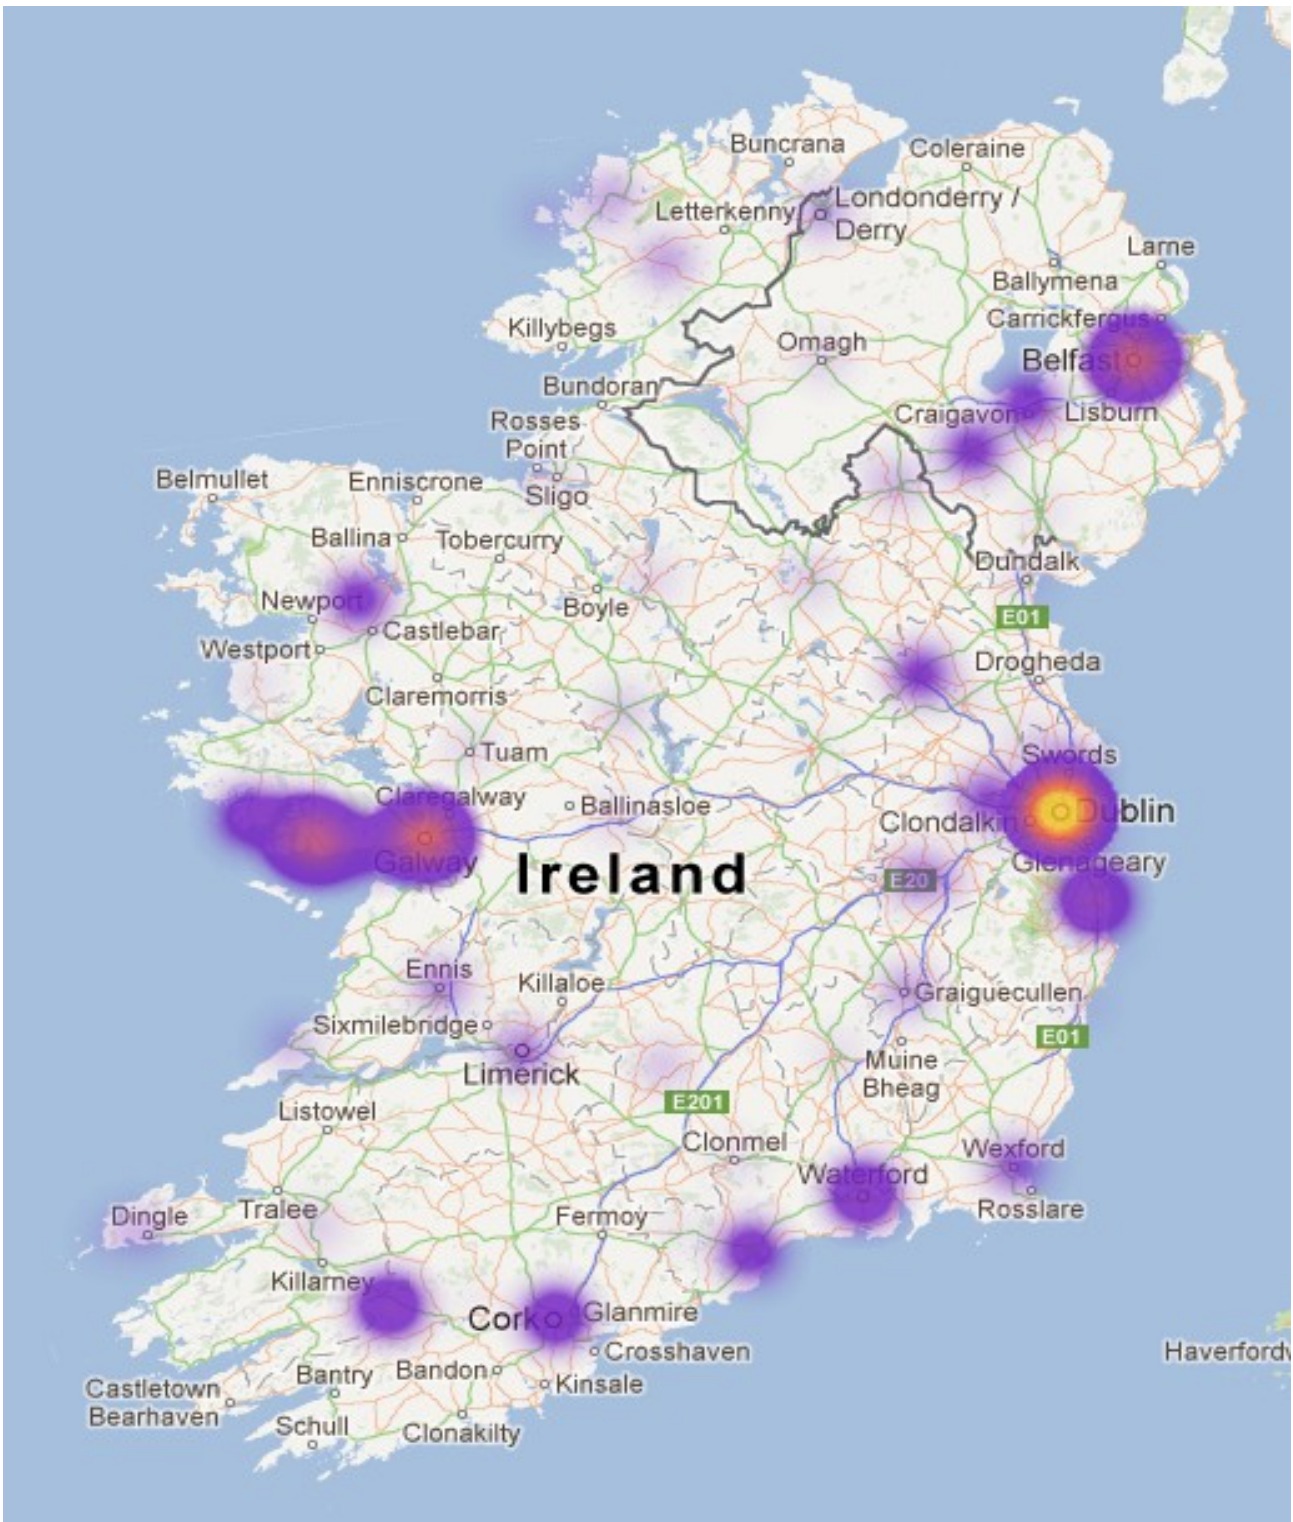 Buncrana
Coleraine
Letterkenny
Londonderry /
Derry
Larne
Ballymena
Carrickfergus
Killybegs
Omagh
Belfast
Bundoran
Craigavon
Lisburn
Rosses
Point
Belmullet
Enniscrone
Sligo
Ballina
Tobercurry
Dundalk
Newport
Boyle
E01
Castlebar
Westport
Drogheda
Claremorris
Tuam
Swords
Claregalway
Ballinasloe
Dublin
Clondalkin
Galway
Glenageary
Ireland
E20
Ennis
Killaloe
Graiguecullen
Sixmilebridge
E01
Limerick
Muine
Bheag
Listowel
E201
Clonmel
Wexford
Waterford
Dingle
Tralee
Fermoy
Rosslare
Killarney
Cork
Glanmire
Crosshaven
Haverfordw
Bantry
Bandon
Kinsale
Castletown
Bearhaven
Schull
Clonakilty